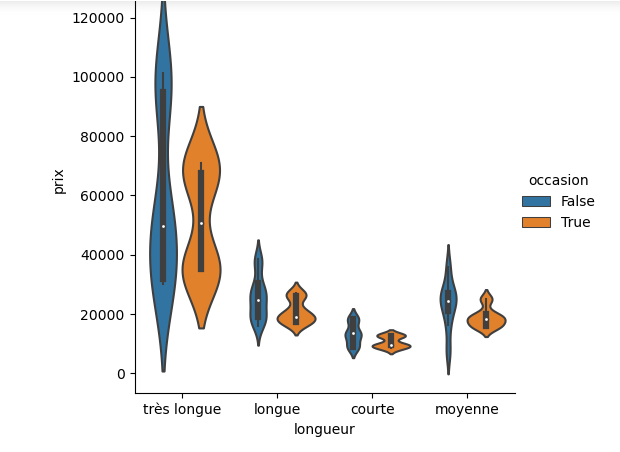 120000
100000
80000
60000
40000
20000
0
prix
très longue longue courte moyenne
longueur
occasion
False
True